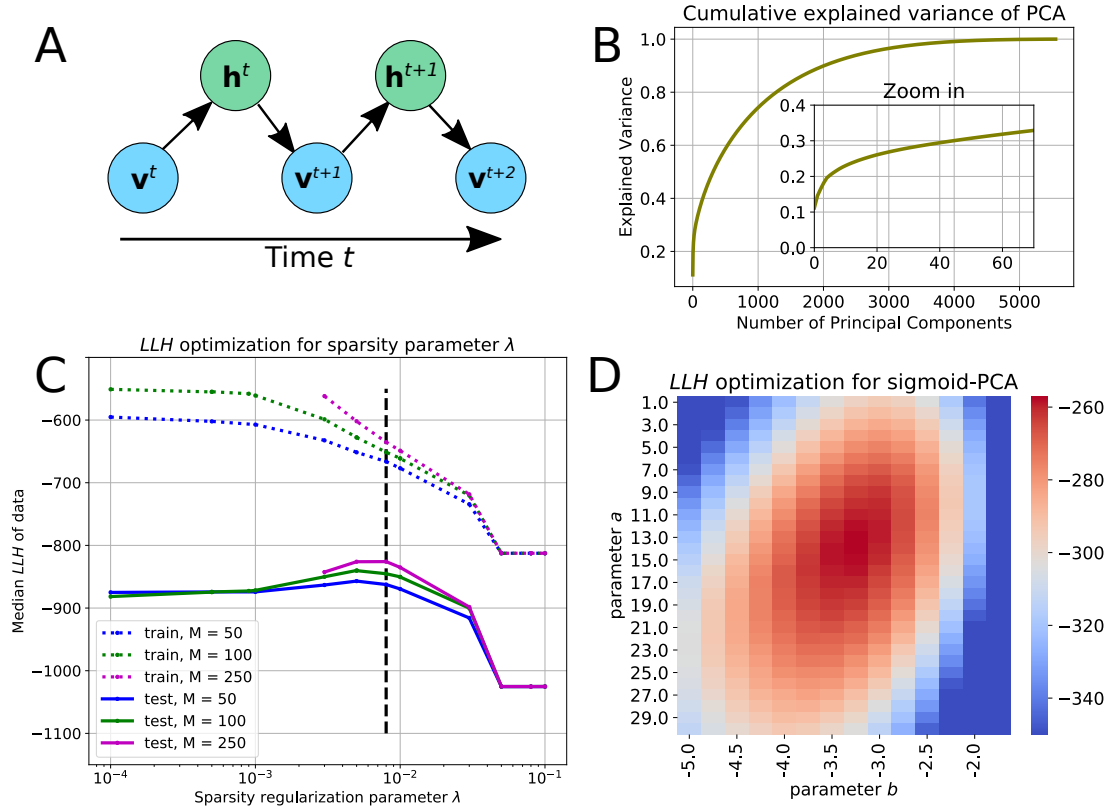 A
h^t
h^{t+1}
v^t
v^{t+1}
v^{t+2}
Time t
B
Cumulative explained variance of PCA
Explained Variance
1.0
0.8
0.6
0.4
0.2
Zoom in
0.4
0.3
0.2
0.1
0.0
0 20 40 60
0 1000 2000 3000 4000 5000
Number of Principal Components
C
LLH optimization for sparsity parameter λ
Median LLH of data
−600
−700
−800
−900
−1000
−1100
train, M = 50
train, M = 100
train, M = 250
test, M = 50
test, M = 100
test, M = 250
10^{−4} 10^{−3} 10^{−2} 10^{−1}
Sparsity regularization parameter λ
D
LLH optimization for sigmoid-PCA
parameter a
1.0
3.0
5.0
7.0
9.0
11.0
13.0
15.0
17.0
19.0
21.0
23.0
25.0
27.0
29.0
-5.0 -4.5 -4.0 -3.5 -3.0 -2.5 -2.0
parameter b
−260
−280
−300
−320
−340